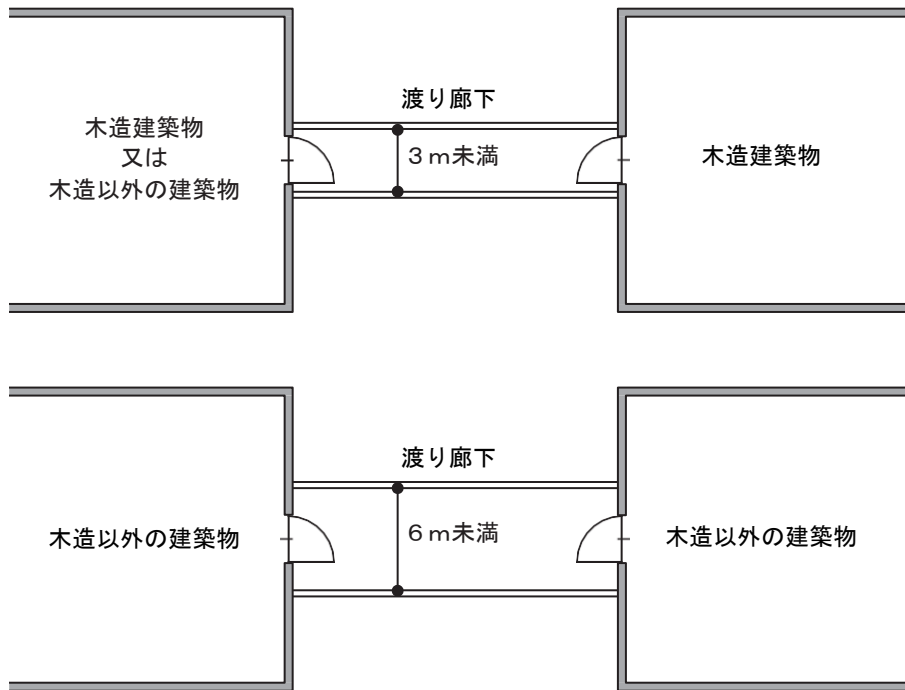 渡り廊下
木造建築物
又は
木造以外の建築物
3m未満
木造建築物
渡り廊下
木造以外の建築物
6m未満
木造以外の建築物